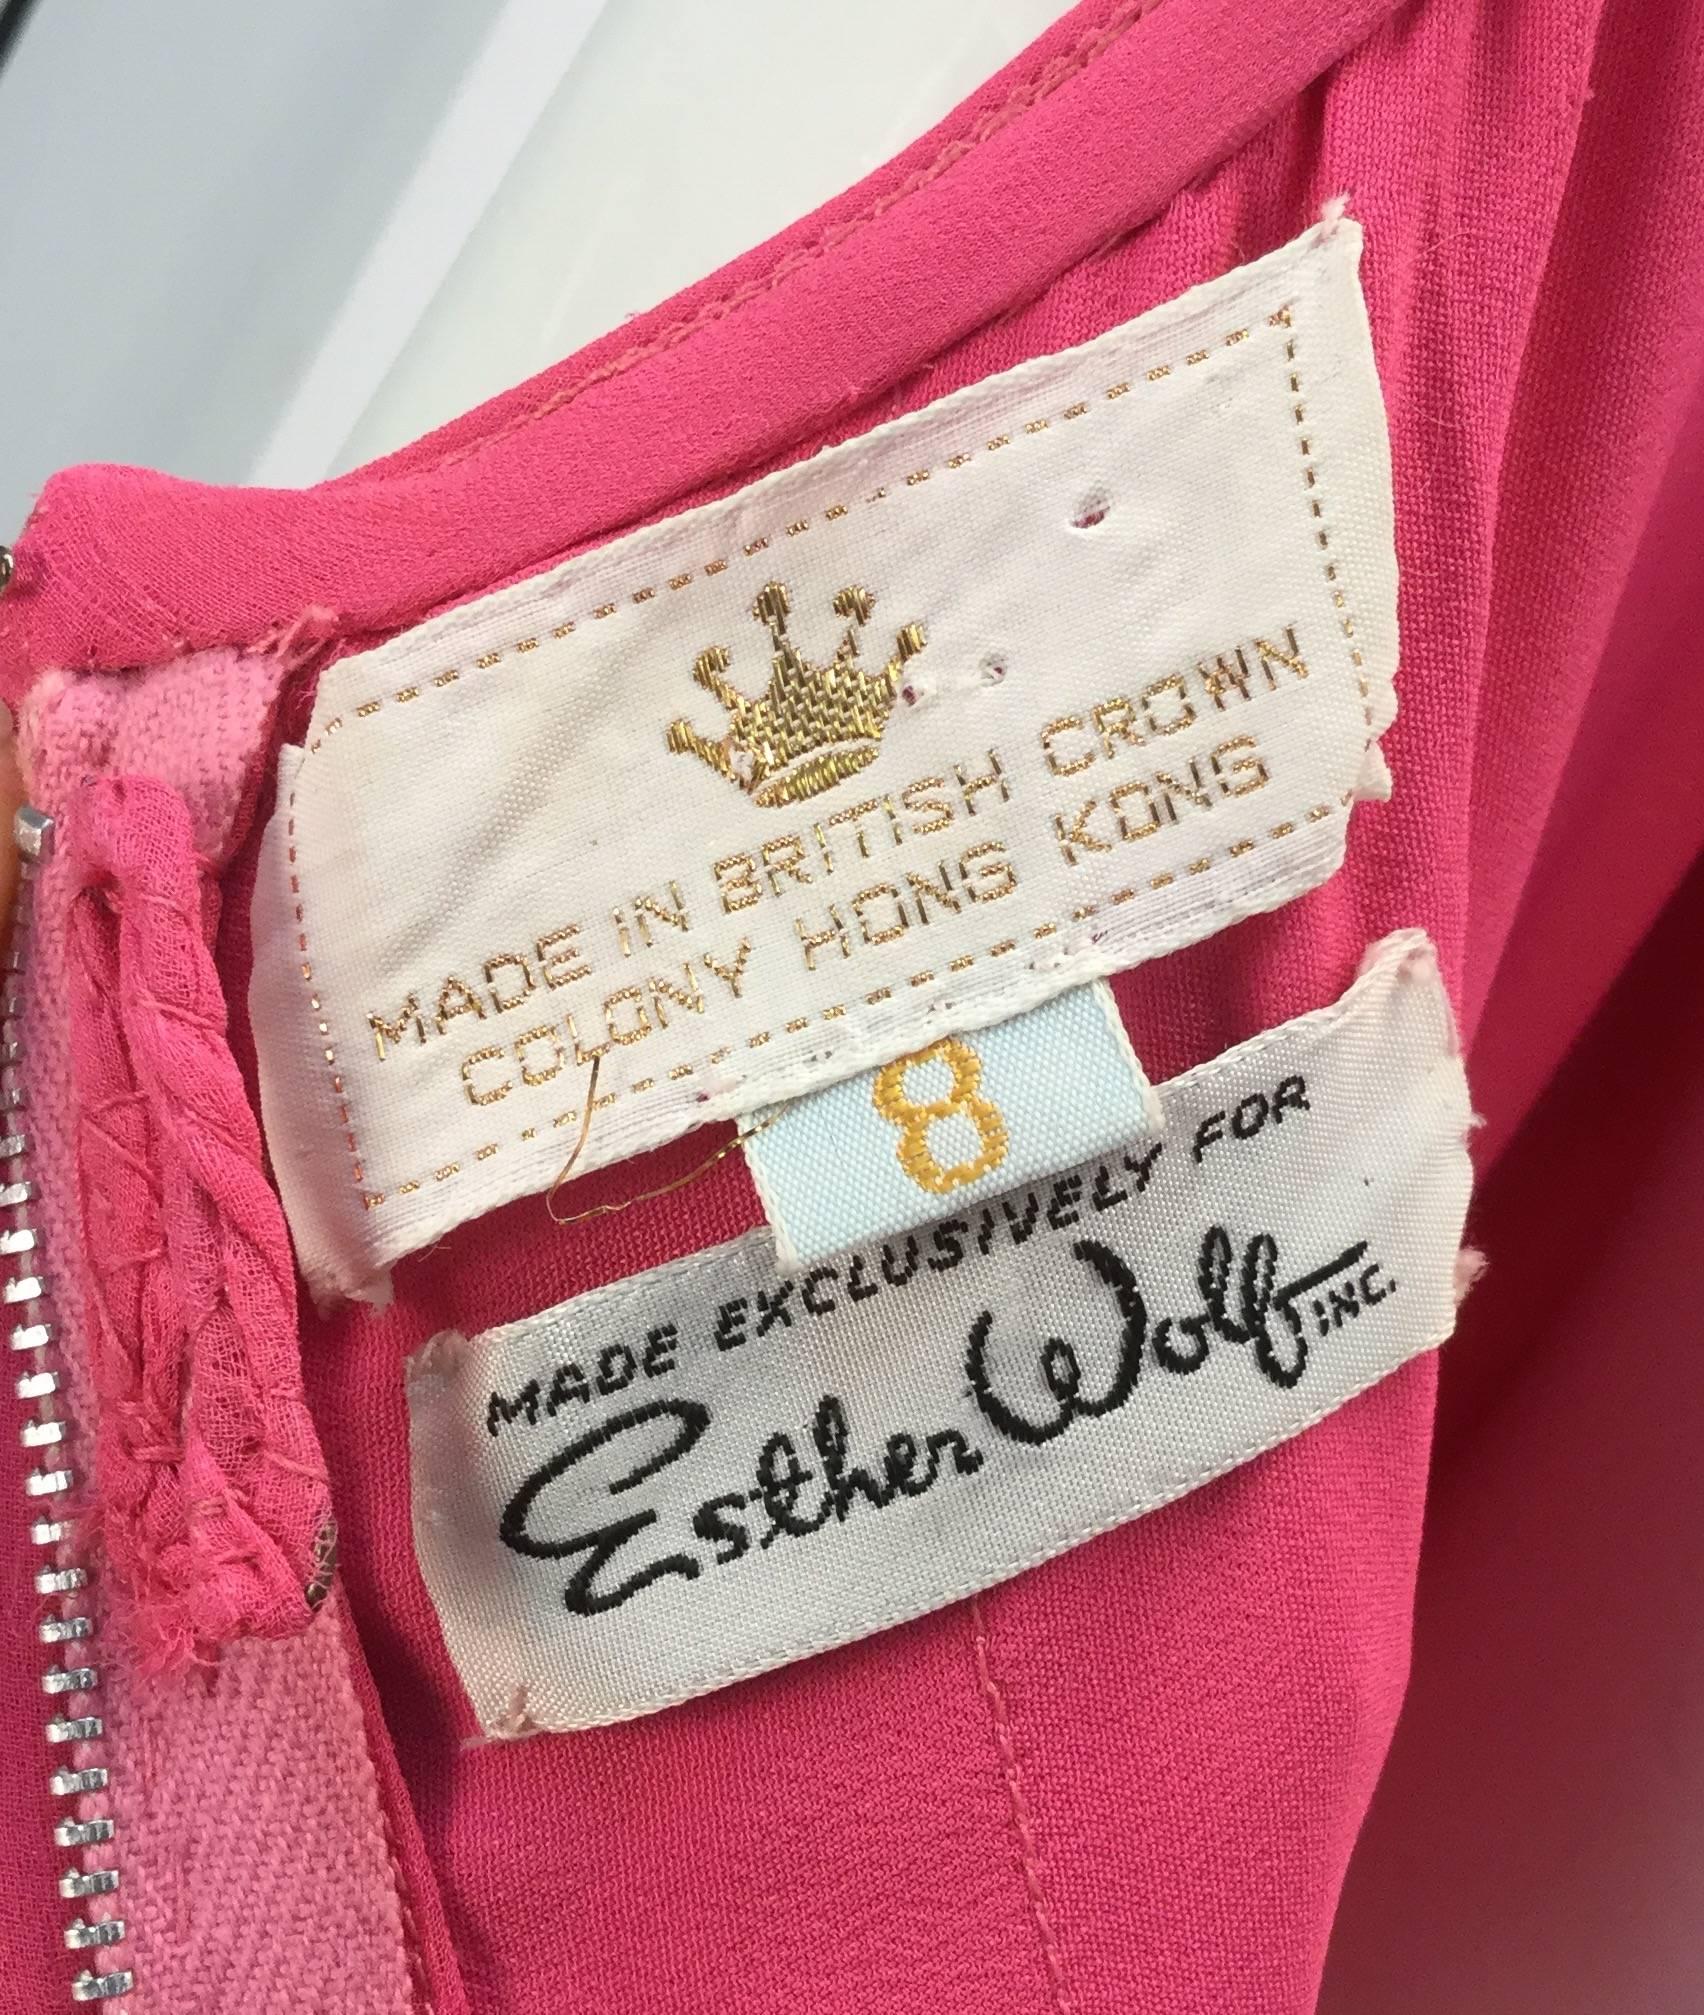 MADE IN BRITISH CROWN
COLONY HONG KONG
8
MADE EXCLUSIVELY FOR
Esther Wolf INC.